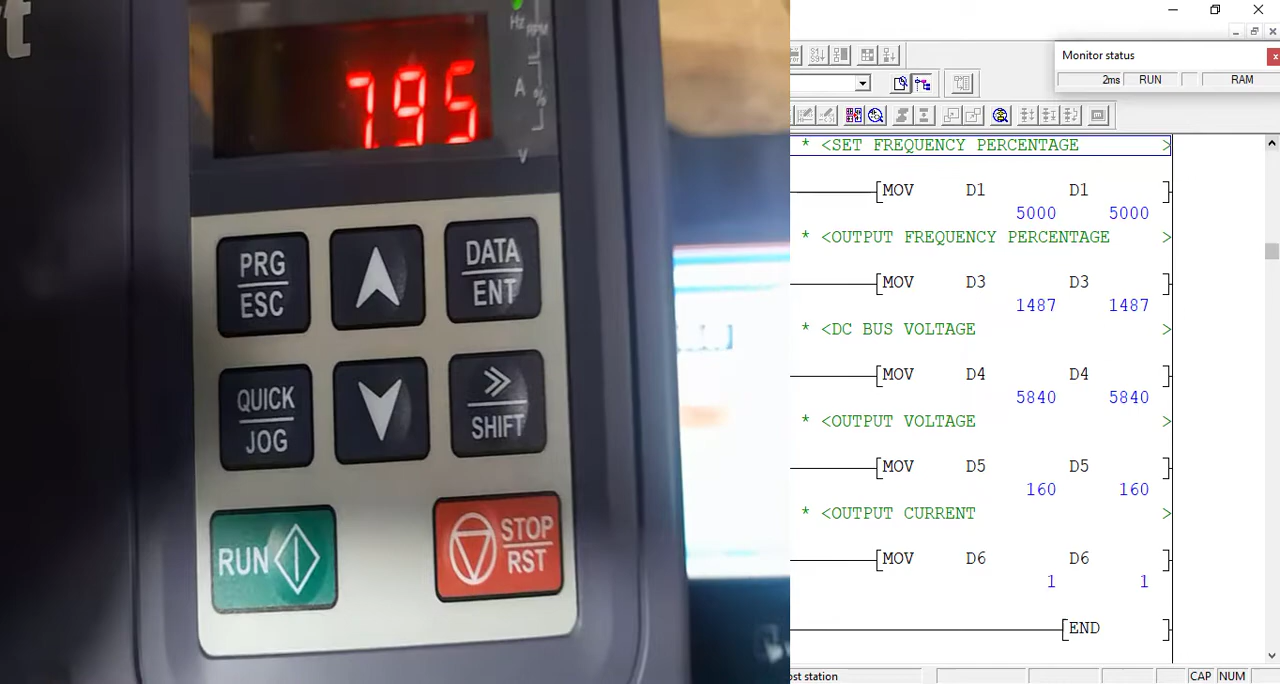 t
Hz
RPM
A
%
V
7.95
PRG
ESC
DATA
ENT
QUICK
JOG
SHIFT
RUN
STOP
RST
Monitor status
2ms RUN RAM
* <SET FREQUENCY PERCENTAGE >
[MOV D1 D1 ]
5000 5000
* <OUTPUT FREQUENCY PERCENTAGE >
[MOV D3 D3 ]
1487 1487
* <DC BUS VOLTAGE >
[MOV D4 D4 ]
5840 5840
* <OUTPUT VOLTAGE >
[MOV D5 D5 ]
160 160
* <OUTPUT CURRENT >
[MOV D6 D6 ]
1 1
[END ]
ost station CAP NUM